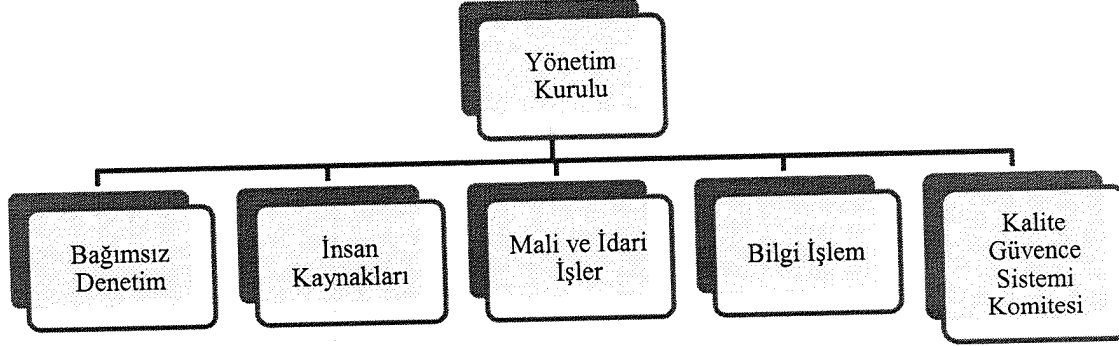 Yönetim
Kurulu
Bağımsız
Denetim
İnsan
Kaynakları
Mali ve İdari
İşler
Bilgi İşlem
Kalite
Güvence
Sistemi
Komitesi